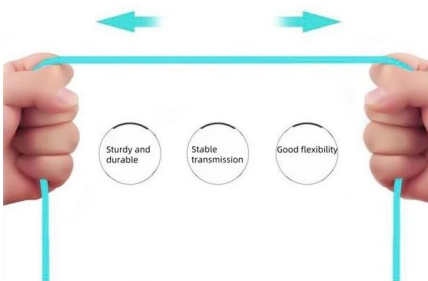 Sturdy and
durable
Stable
transmission
Good flexibility